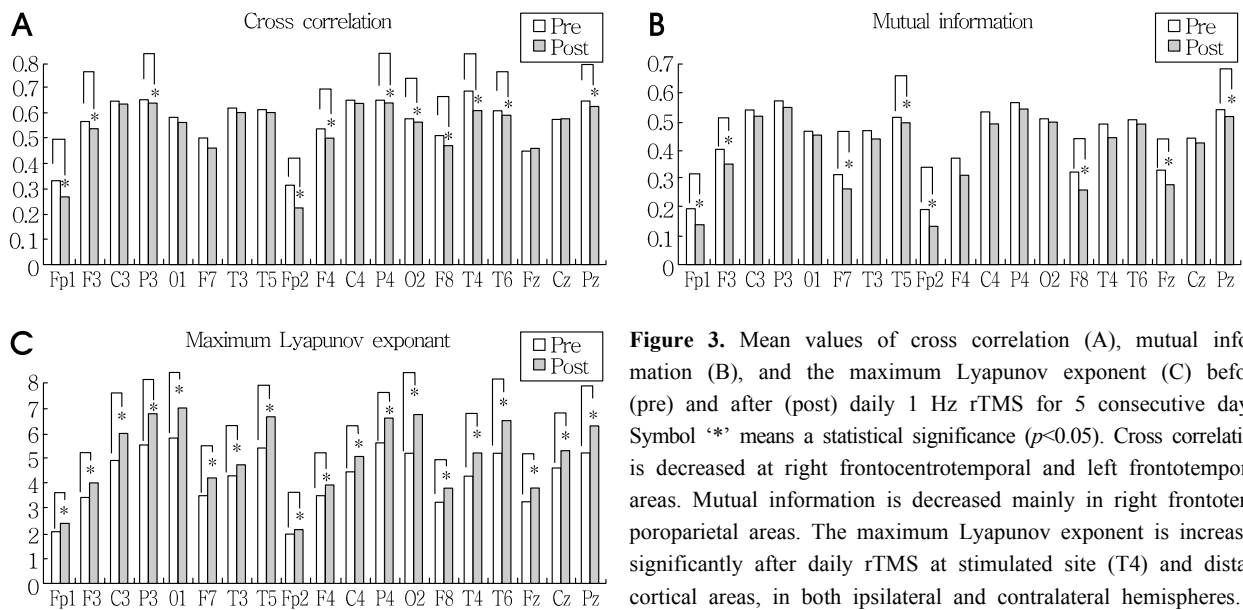 A
Cross correlation
Pre
Post
0.8
0.7
0.6
0.5
0.4
0.3
0.2
0.1
0
* * * * * * * * * * *
Fp1 F3 C3 P3 01 F7 T3 T5 Fp2 F4 C4 P4 O2 F8 T4 T6 Fz Cz Pz
B
Mutual information
Pre
Post
0.7
0.6
0.5
0.4
0.3
0.2
0.1
0
* * * * * * * *
Fp1 F3 C3 P3 01 F7 T3 T5 Fp2 F4 C4 P4 O2 F8 T4 T6 Fz Cz Pz
C
Maximum Lyapunov exponant
Pre
Post
8
7
6
5
4
3
2
1
0
* * * * * * * * * * * * * * * * * * *
Fp1 F3 C3 P3 01 F7 T3 T5 Fp2 F4 C4 P4 O2 F8 T4 T6 Fz Cz Pz
Figure 3. Mean values of cross correlation (A), mutual info
mation (B), and the maximum Lyapunov exponent (C) befo
(pre) and after (post) daily 1 Hz rTMS for 5 consecutive day
Symbol ‘*’ means a statistical significance (p<0.05). Cross correlati
is decreased at right frontocentrotemporal and left frontotempor
areas. Mutual information is decreased mainly in right frontotem
poroparietal areas. The maximum Lyapunov exponent is increas
significantly after daily rTMS at stimulated site (T4) and dista
cortical areas, in both ipsilateral and contralateral hemispheres.